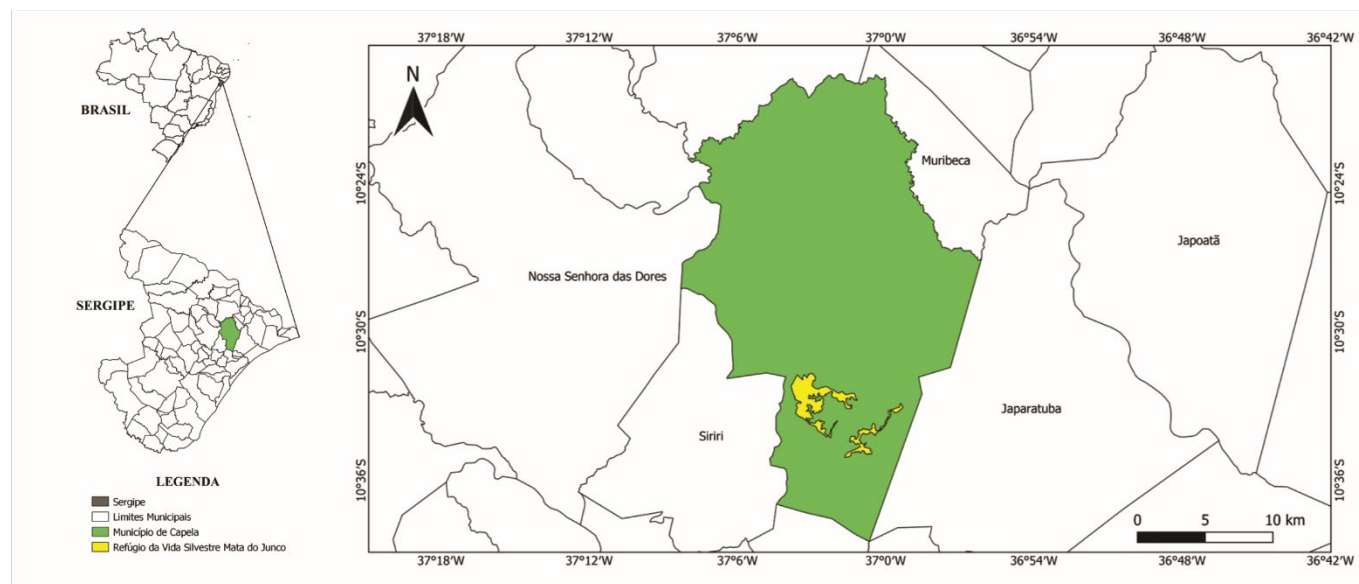 BRASIL
SERGIPE
LEGENDA
Sergipe
Limites Municipais
Município de Capela
Refúgio da Vida Silvestre Mata do Junco
37°18'W 37°12'W 37°6'W 37°0'W 36°54'W 36°48'W 36°42'W
N
10°24'S
10°30'S
10°36'S
Muribeca
Japoatã
Nossa Senhora das Dores
Japaratuba
Siriri
10°24'S
10°30'S
10°36'S
0 5 10 km
37°18'W 37°12'W 37°6'W 37°0'W 36°54'W 36°48'W 36°42'W